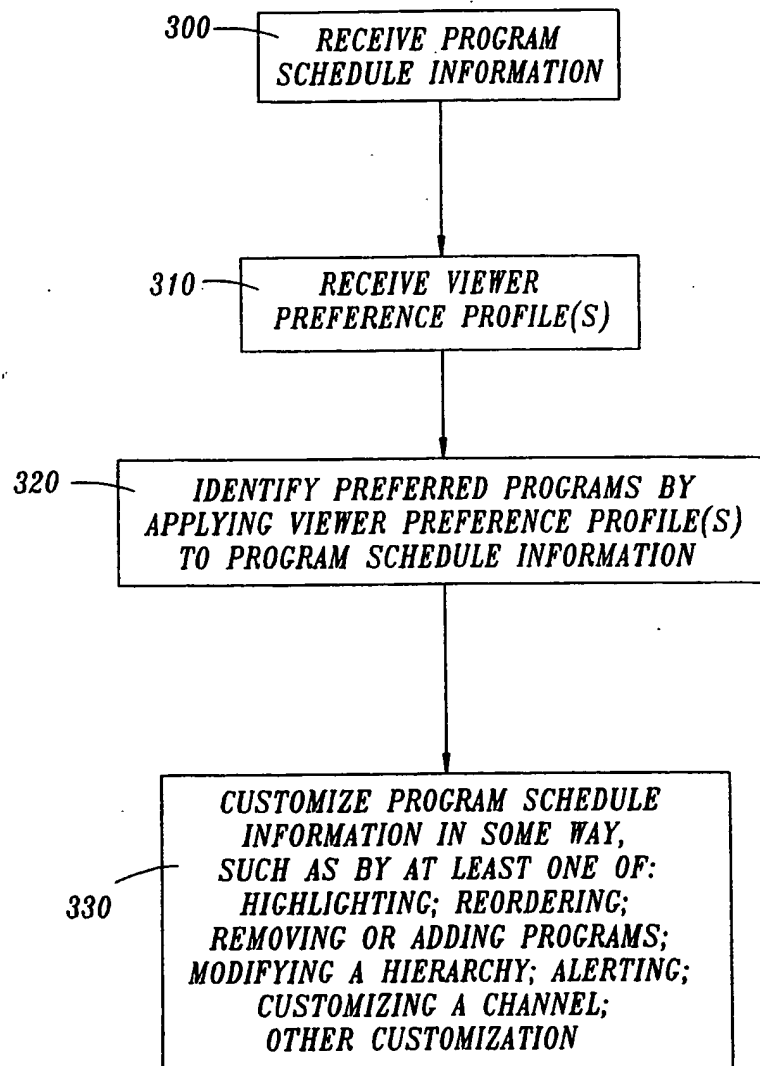 300
RECEIVE PROGRAM
SCHEDULE INFORMATION
310
RECEIVE VIEWER
PREFERENCE PROFILE(S)
320
IDENTIFY PREFERRED PROGRAMS BY
APPLYING VIEWER PREFERENCE PROFILE(S)
TO PROGRAM SCHEDULE INFORMATION
330
CUSTOMIZE PROGRAM SCHEDULE
INFORMATION IN SOME WAY,
SUCH AS BY AT LEAST ONE OF:
HIGHLIGHTING; REORDERING;
REMOVING OR ADDING PROGRAMS;
MODIFYING A HIERARCHY; ALERTING;
CUSTOMIZING A CHANNEL;
OTHER CUSTOMIZATION